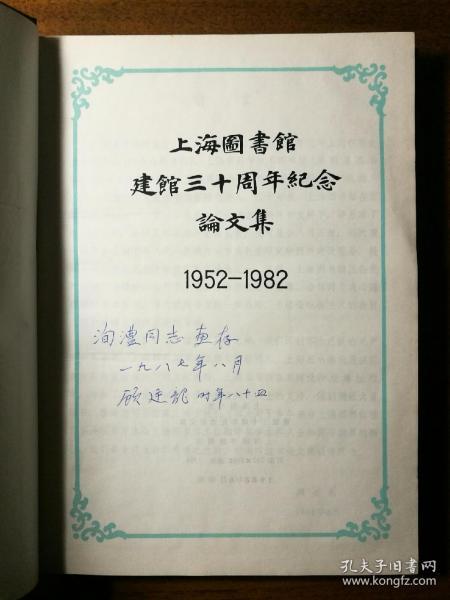 上海圖書館
建館三十周年紀念
論文集
1952-1982
洵澧同志查存
一九八七年八月
顾廷龍 时年八十四
孔夫子旧书网
www.kongfz.com